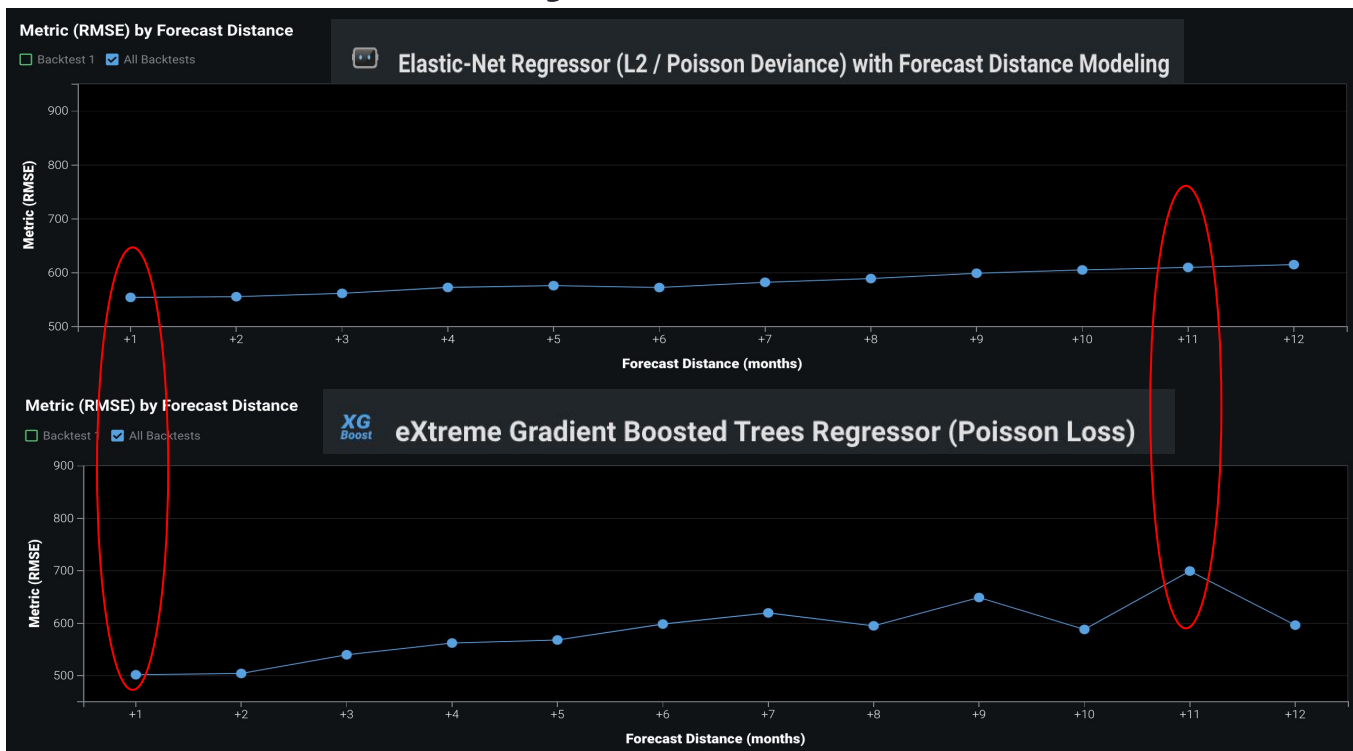 Metric (RMSE) by Forecast Distance
Backtest 1 All Backtests
Elastic-Net Regressor (L2 / Poisson Deviance) with Forecast Distance Modeling
900
800
700
600
500
Metric (RMSE)
+1 +2 +3 +4 +5 +6 +7 +8 +9 +10 +11 +12
Forecast Distance (months)
Metric (RMSE) by Forecast Distance
Backtest 1 All Backtests
XG
Boost
eXtreme Gradient Boosted Trees Regressor (Poisson Loss)
900
800
700
600
500
Metric (RMSE)
+1 +2 +3 +4 +5 +6 +7 +8 +9 +10 +11 +12
Forecast Distance (months)